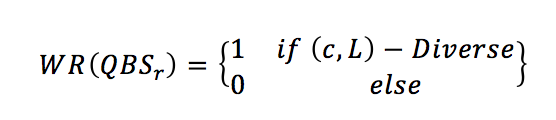 WR(QBS_r) = {1 if (c, L) − Diverse
0 else}